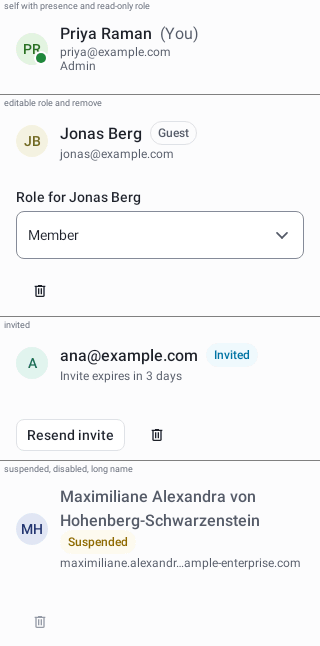 self with presence and read-only role
PR
Priya Raman (You)
priya@example.com
Admin
editable role and remove
JB
Jonas Berg Guest
jonas@example.com
Role for Jonas Berg
Member
invited
A
ana@example.com Invited
Invite expires in 3 days
Resend invite
suspended, disabled, long name
MH
Maximiliane Alexandra von
Hohenberg-Schwarzenstein
Suspended
maximiliane.alexandr...ample-enterprise.com